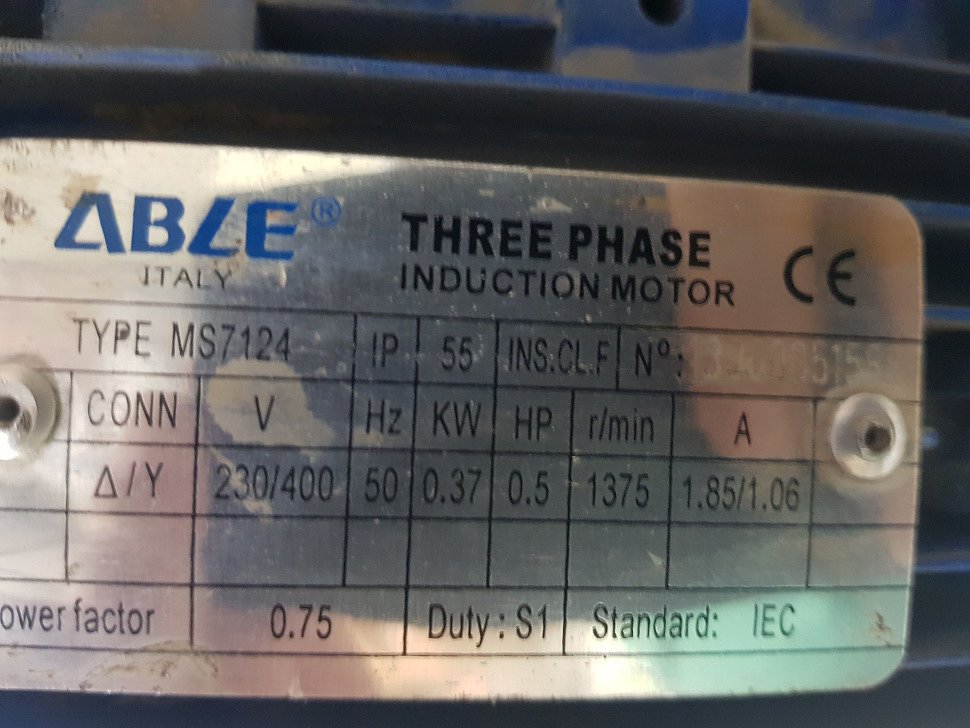 ABLE®
ITALY
THREE PHASE
INDUCTION MOTOR
CE
TYPE MS7124 IP 55 INS.CL.F Nº:
CONN V Hz KW HP r/min A
Δ/Y 230/400 50 0.37 0.5 1375 1.85/1.06
ower factor 0.75 Duty : S1 Standard: IEC